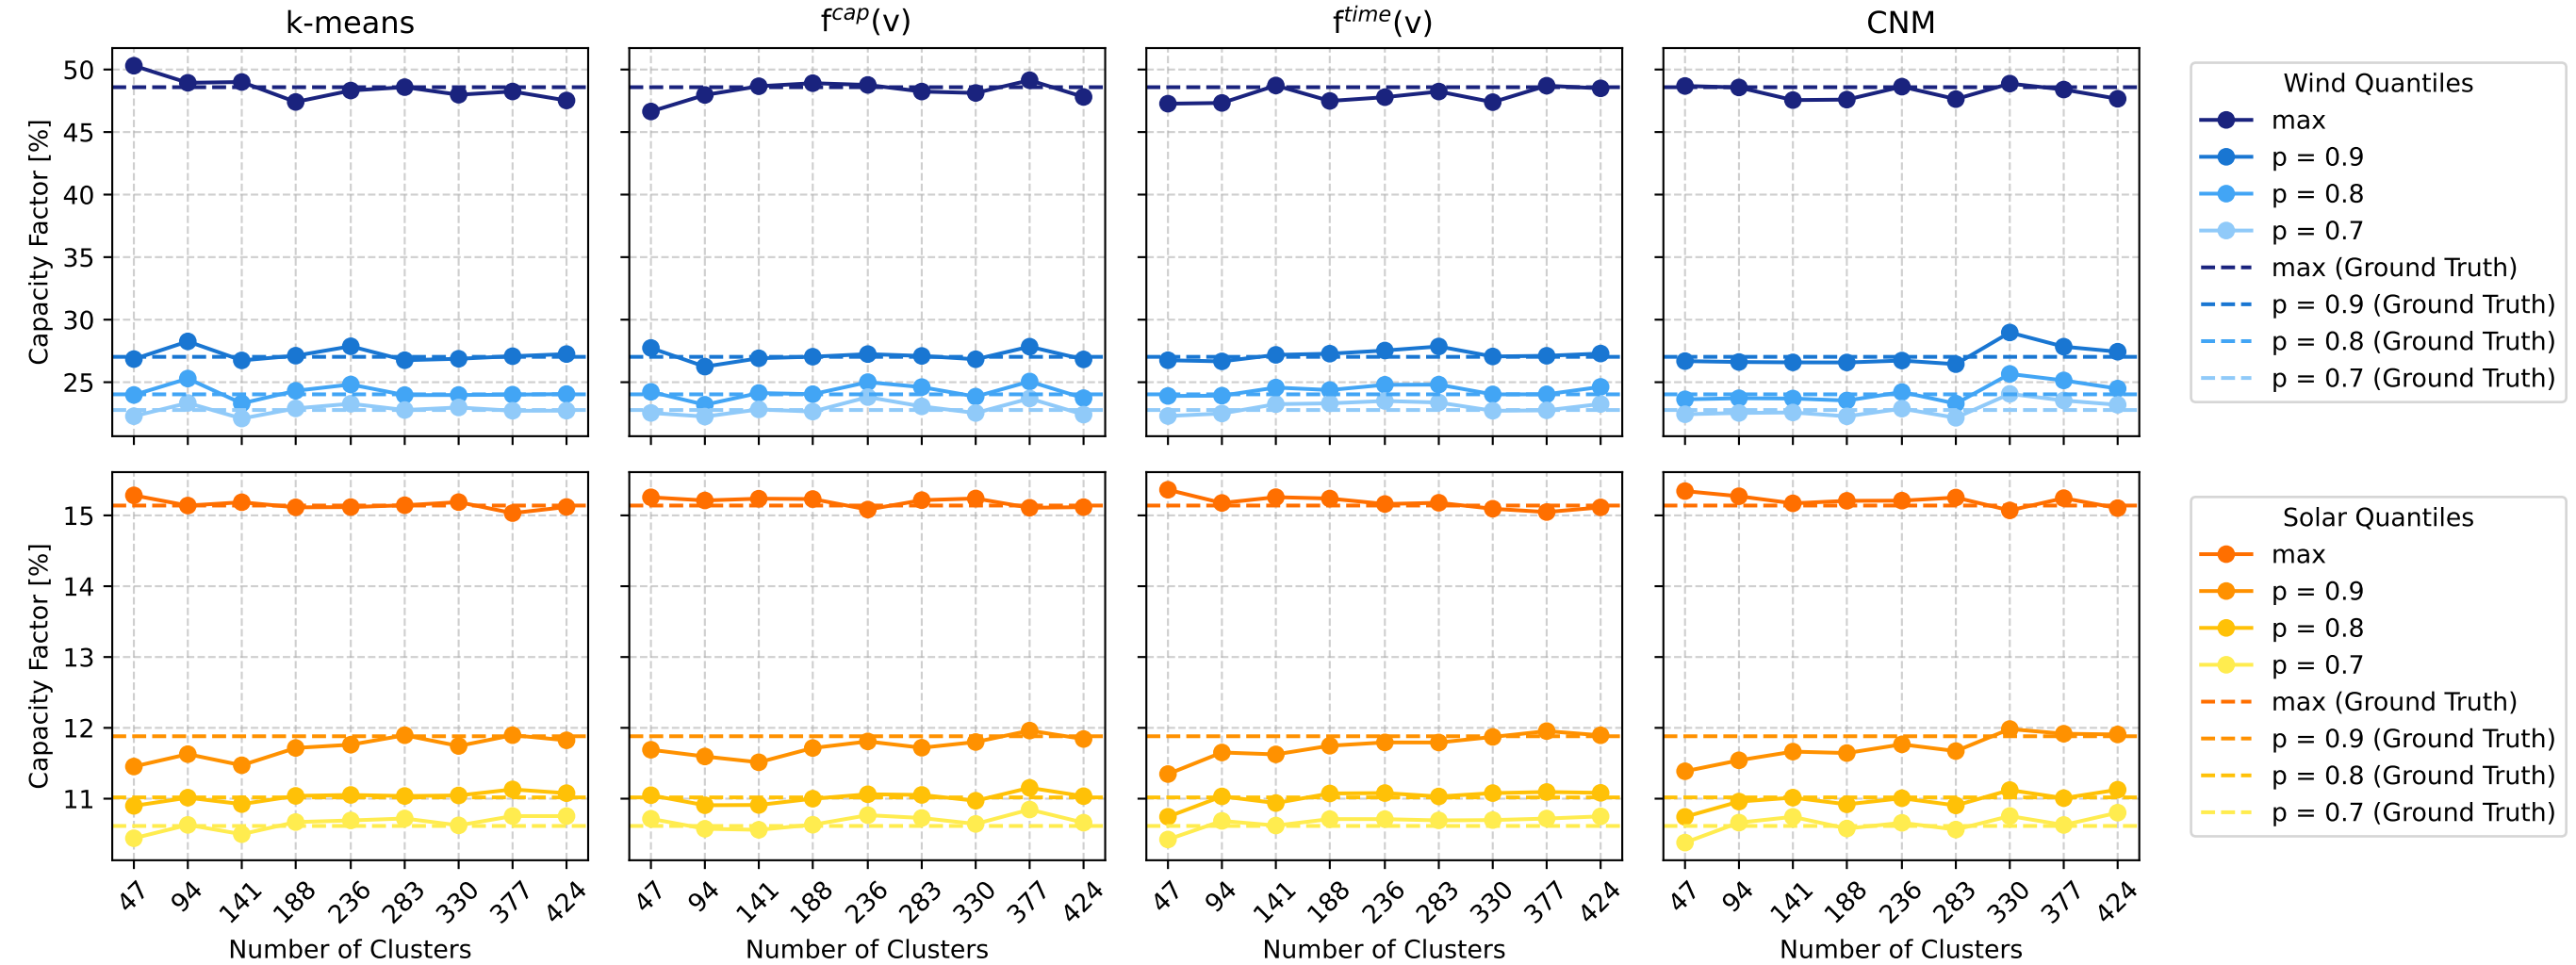 k-means
f^cap(v)
f^time(v)
CNM
Capacity Factor [%]
50
45
40
35
30
25
Wind Quantiles
max
p = 0.9
p = 0.8
p = 0.7
max (Ground Truth)
p = 0.9 (Ground Truth)
p = 0.8 (Ground Truth)
p = 0.7 (Ground Truth)
Capacity Factor [%]
15
14
13
12
11
Solar Quantiles
max
p = 0.9
p = 0.8
p = 0.7
max (Ground Truth)
p = 0.9 (Ground Truth)
p = 0.8 (Ground Truth)
p = 0.7 (Ground Truth)
47 94 141 188 236 283 330 377 424
47 94 141 188 236 283 330 377 424
47 94 141 188 236 283 330 377 424
47 94 141 188 236 283 330 377 424
Number of Clusters
Number of Clusters
Number of Clusters
Number of Clusters